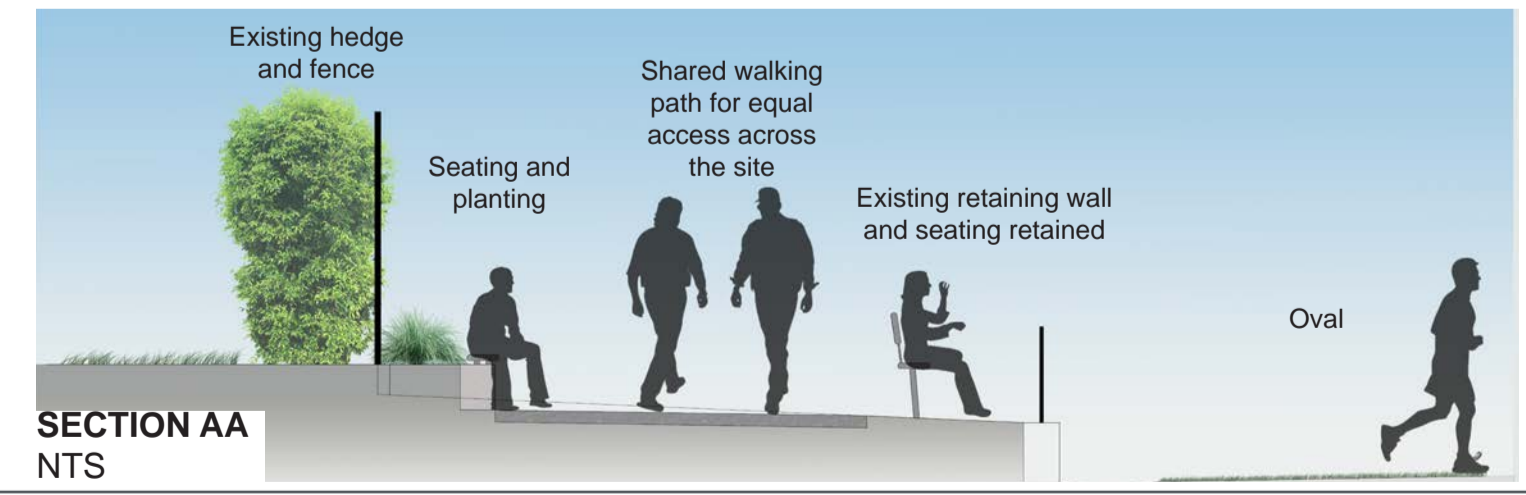 Existing hedge
and fence
Seating and
planting
Shared walking
path for equal
access across
the site
Existing retaining wall
and seating retained
Oval
SECTION AA
NTS